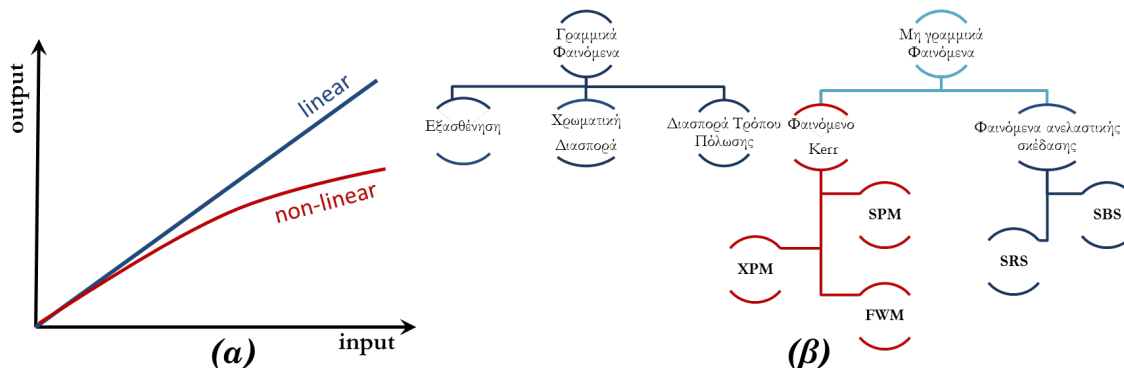 output
linear
non-linear
input
(α)
Γραμμικά
Φαινόμενα
Εξασθένηση
Χρωματική
Διασπορά
Διασπορά Τρόπου
Πόλωσης
Μη γραμμικά
Φαινόμενα
Φαινόμενο
Kerr
SPM
XPM
FWM
Φαινόμενα ανελαστικής
σκέδασης
SBS
SRS
(β)